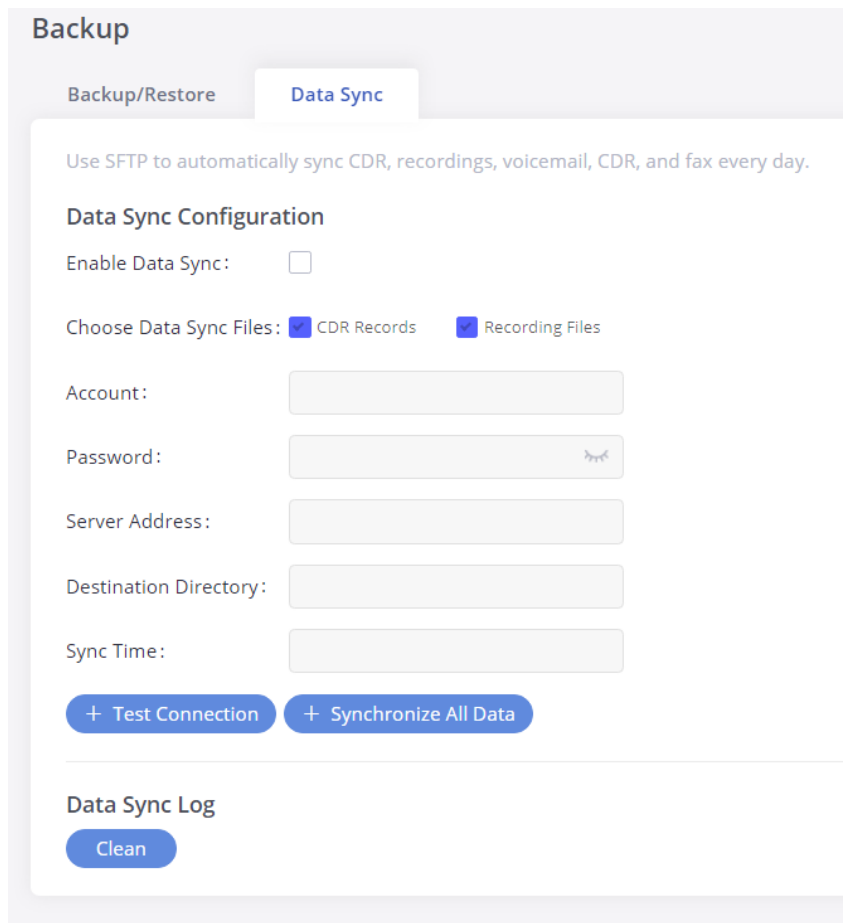 Backup
Backup/Restore Data Sync
Use SFTP to automatically sync CDR, recordings, voicemail, CDR, and fax every day.
Data Sync Configuration
Enable Data Sync:
Choose Data Sync Files: CDR Records Recording Files
Account:
Password:
Server Address:
Destination Directory:
Sync Time:
+ Test Connection + Synchronize All Data
Data Sync Log
Clean